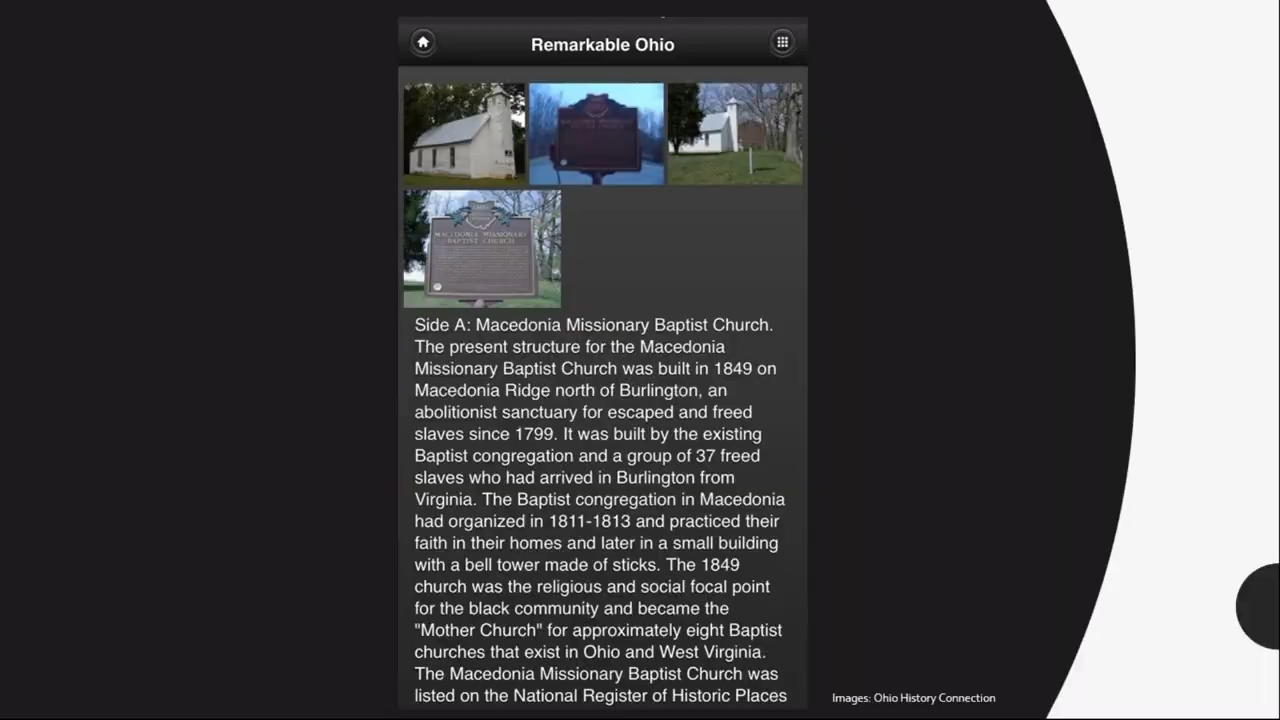 Remarkable Ohio
MACEDONIA MISSIONARY
BAPTIST CHURCH
Side A: Macedonia Missionary Baptist Church.
The present structure for the Macedonia
Missionary Baptist Church was built in 1849 on
Macedonia Ridge north of Burlington, an
abolitionist sanctuary for escaped and freed
slaves since 1799. It was built by the existing
Baptist congregation and a group of 37 freed
slaves who had arrived in Burlington from
Virginia. The Baptist congregation in Macedonia
had organized in 1811-1813 and practiced their
faith in their homes and later in a small building
with a bell tower made of sticks. The 1849
church was the religious and social focal point
for the black community and became the
"Mother Church" for approximately eight Baptist
churches that exist in Ohio and West Virginia.
The Macedonia Missionary Baptist Church was
listed on the National Register of Historic Places
Images: Ohio History Connection